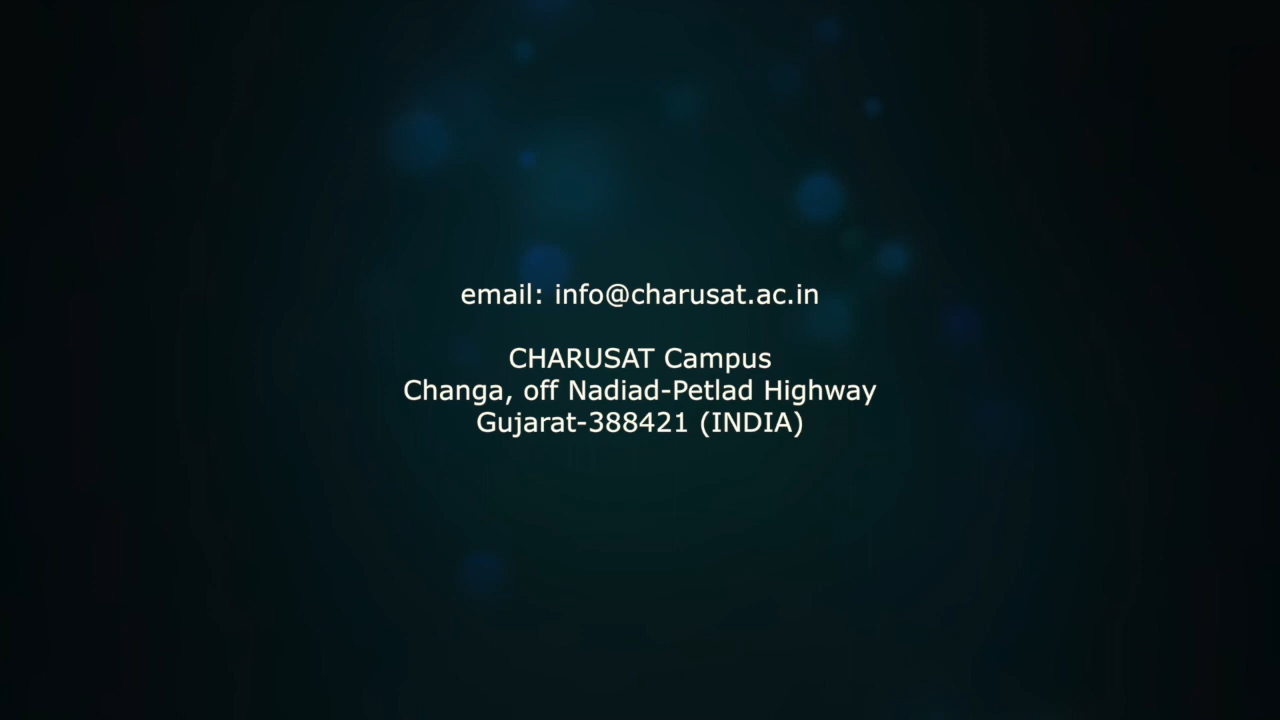 email: info@charusat.ac.in
CHARUSAT Campus
Changa, off Nadiad-Petlad Highway
Gujarat-388421 (INDIA)